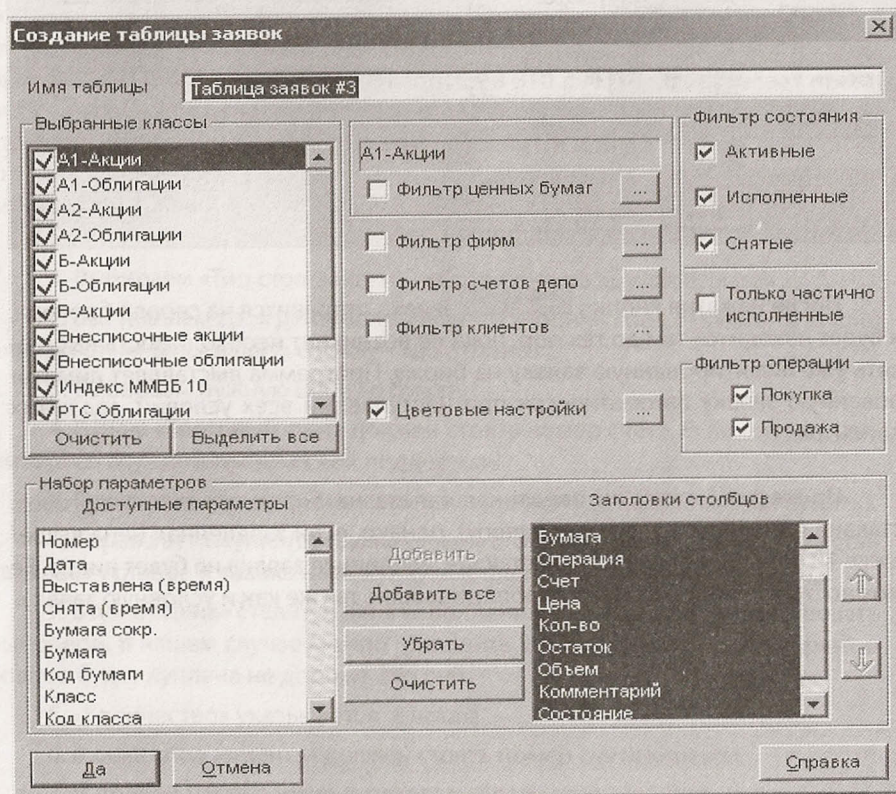 Создание таблицы заявок
Имя таблицы
Таблица заявок #3
Выбранные классы
А1-Акции
А1-Облигации
А2-Акции
А2-Облигации
Б-Акции
Б-Облигации
В-Акции
Внесписочные акции
Внесписочные облигации
Индекс ММВБ 10
РТС Облигации
Очистить
Выделить все
А1-Акции
Фильтр ценных бумаг
...
Фильтр фирм
...
Фильтр счетов депо
...
Фильтр клиентов
...
Цветовые настройки
...
Фильтр состояния
Активные
Исполненные
Снятые
Только частично
исполненные
Фильтр операции
Покупка
Продажа
Набор параметров
Доступные параметры
Номер
Дата
Выставлена (время)
Снята (время)
Бумага сокр.
Бумага
Код бумаги
Класс
Код класса
Добавить
Добавить все
Убрать
Очистить
Заголовки столбцов
Бумага
Операция
Счет
Цена
Кол-во
Остаток
Объем
Комментарий
Состояние
Да
Отмена
Справка